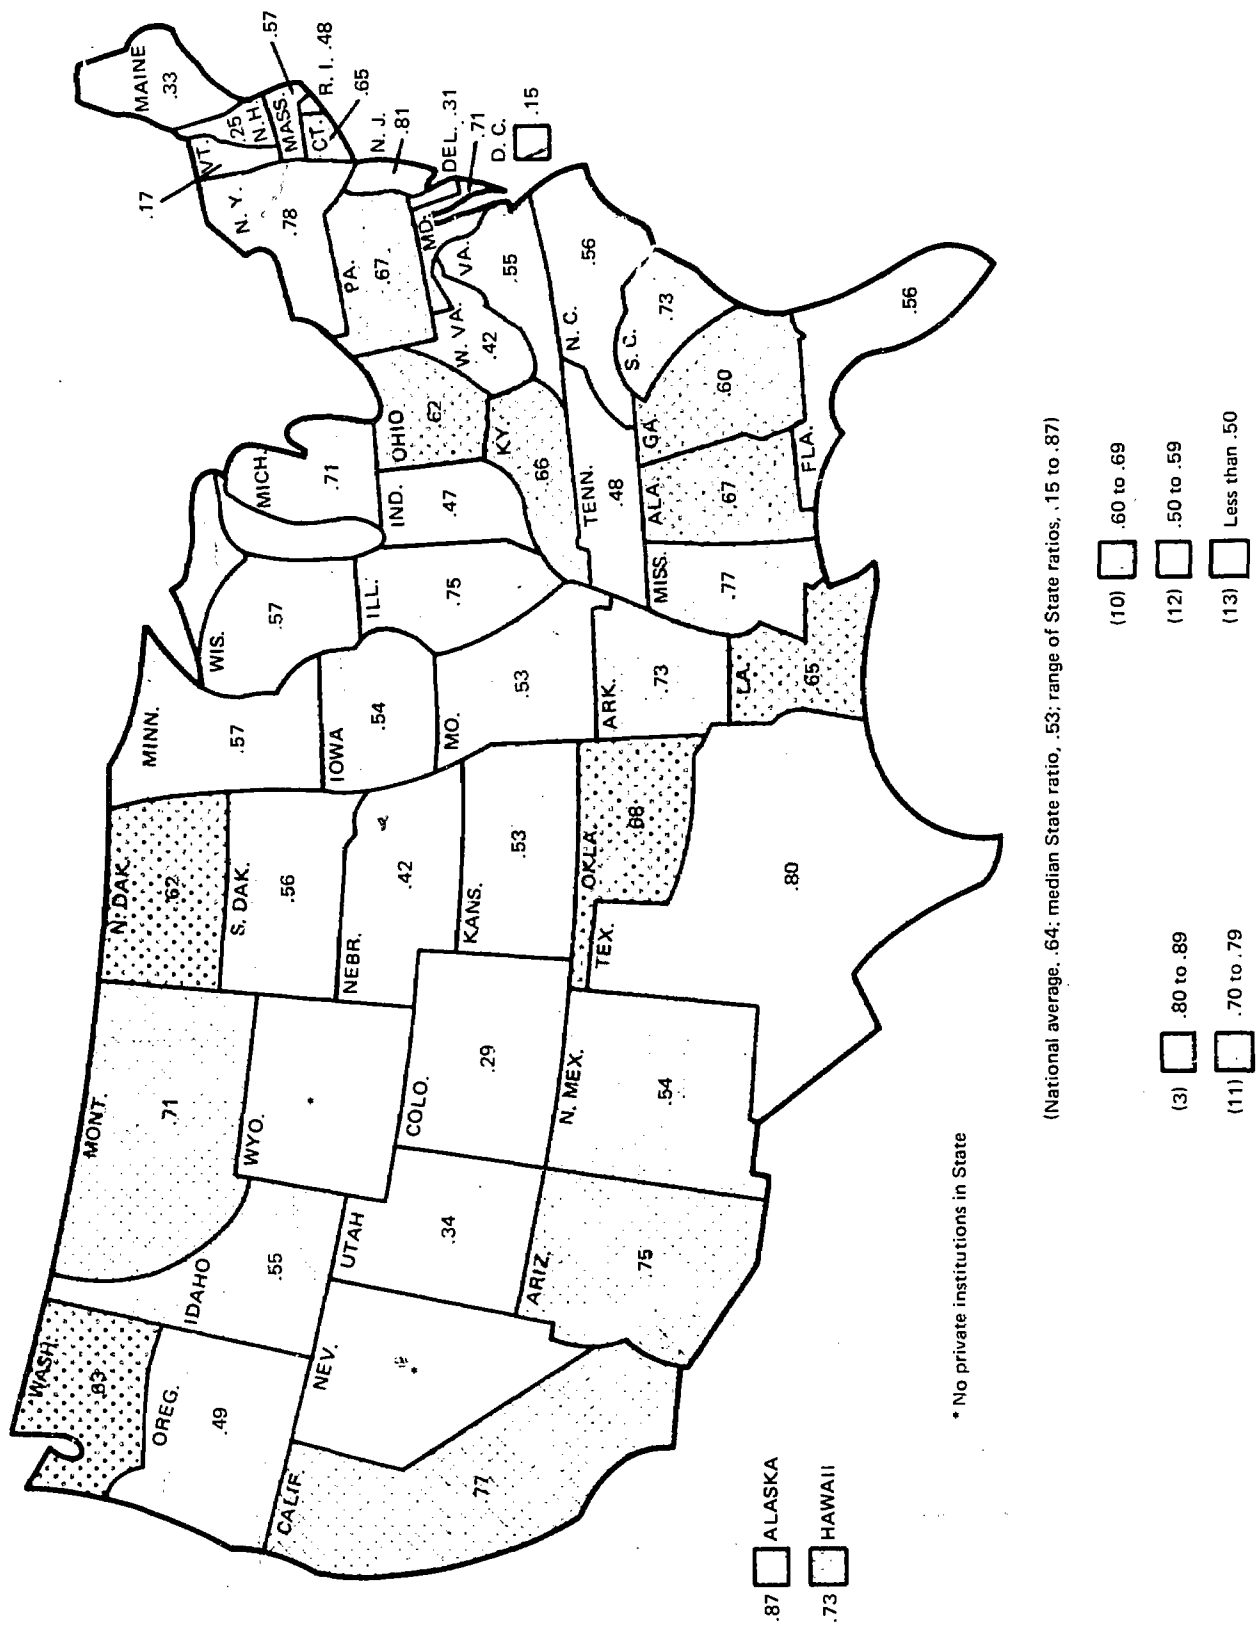 WASH.
.63
OREG.
.49
CALIF.
.77
NEV.
*
IDAHO
.55
MONT.
.71
WYO.
*
UTAH
.34
COLO.
.29
ARIZ.
.75
N. MEX.
.54
N. DAK.
.62
S. DAK.
.56
NEBR.
.42
KANS.
.53
OKLA.
.68
TEX.
.80
MINN.
.57
IOWA
.54
MO.
.53
ARK.
.73
LA.
.65
WIS.
.57
ILL.
.75
MICH.
.71
IND.
.47
OHIO
.62
KY.
.66
TENN.
.48
MISS.
.77
ALA.
.67
GA.
.60
FLA.
.56
S. C.
.73
N. C.
.56
VA.
.55
W. VA.
.42
PA.
.67
N. Y.
.78
VT.
.17
N. H.
.25
MAINE
.33
MASS.
.57
R. I. .48
CT.
.65
N. J.
.81
DEL. .31
MD.
.71
D. C.
.15
.87 ALASKA
.73 HAWAII
* No private institutions in State
(National average, .64: median State ratio, .53; range of State ratios, .15 to .87)
(3) .80 to .89
(11) .70 to .79
(10) .60 to .69
(12) .50 to .59
(13) Less than .50